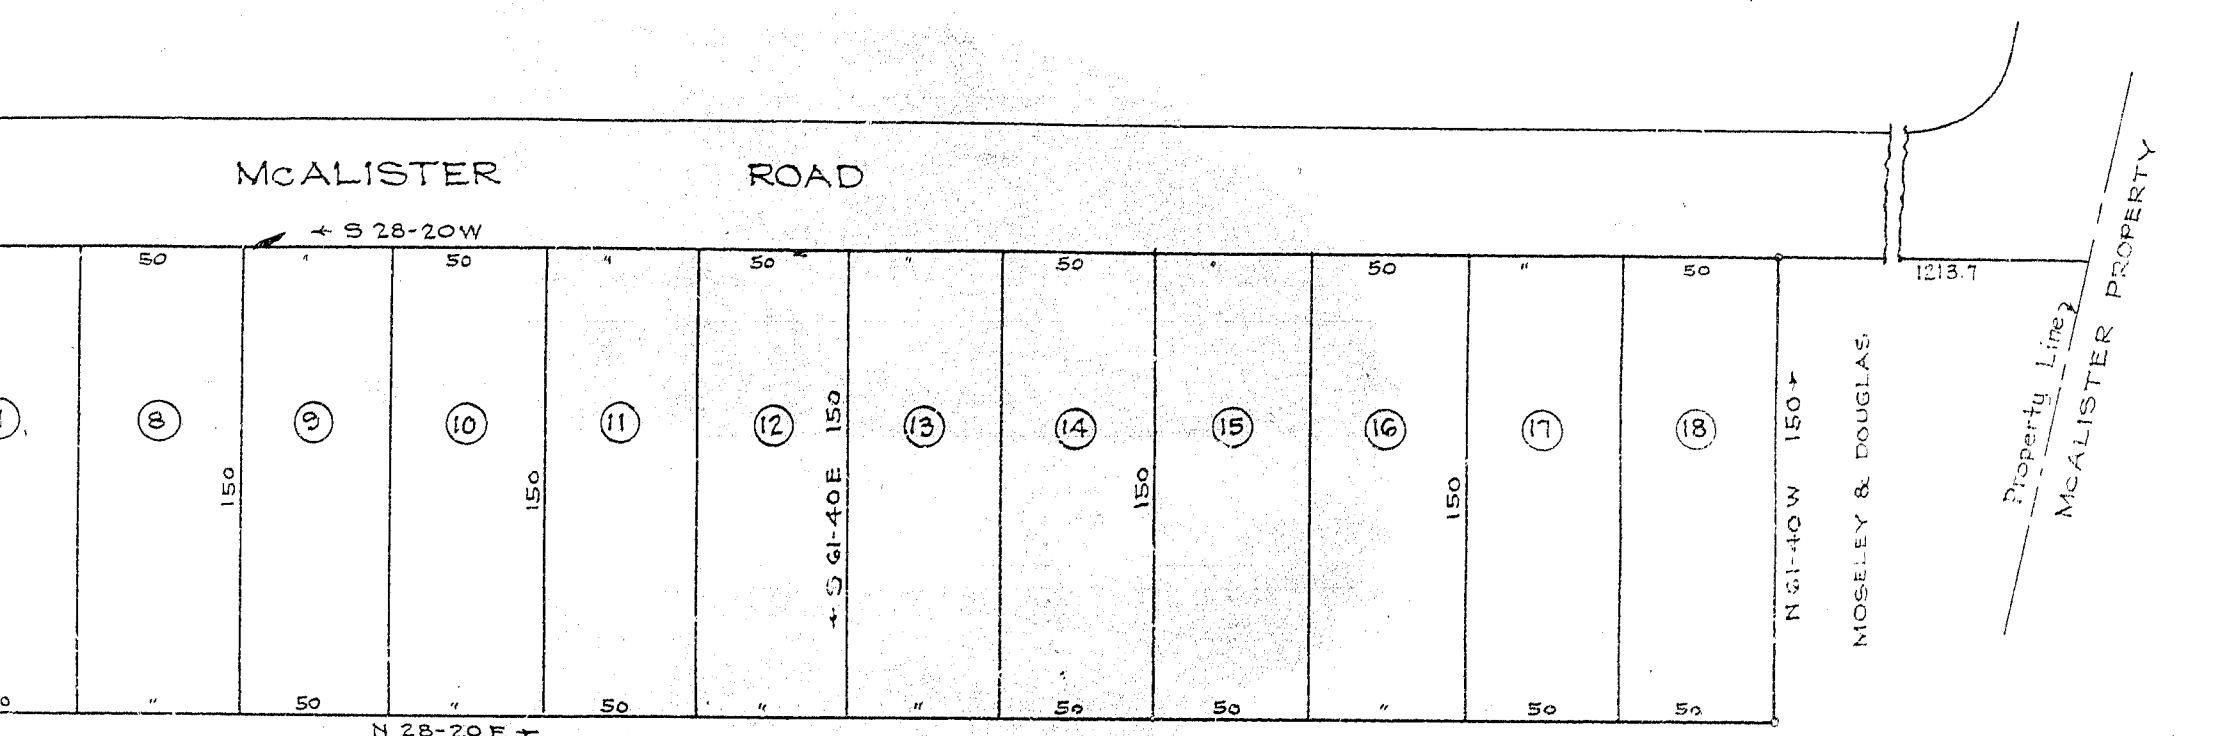 McALISTER ROAD
← S 28-20W
50 " 50 " 50 " 50 " 50 " 50
1213.7
8 9 10 11 12 13 14 15 16 17 18
150
150
← S 61-40E 150
150
150
N 61-40W 150→
MOSELEY & DOUGLAS
Property Line
McALISTER PROPERTY
" 50 " 50 " " 50 50 " 50 50
N 28-20E →